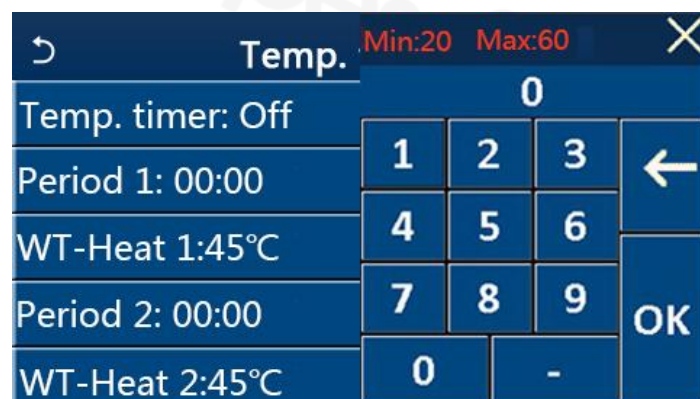 Temp.
Temp. timer: Off
Period 1: 00:00
WT-Heat 1:45℃
Period 2: 00:00
WT-Heat 2:45℃
Min:20 Max:60
0
1 2 3
4 5 6
7 8 9
OK
0 -